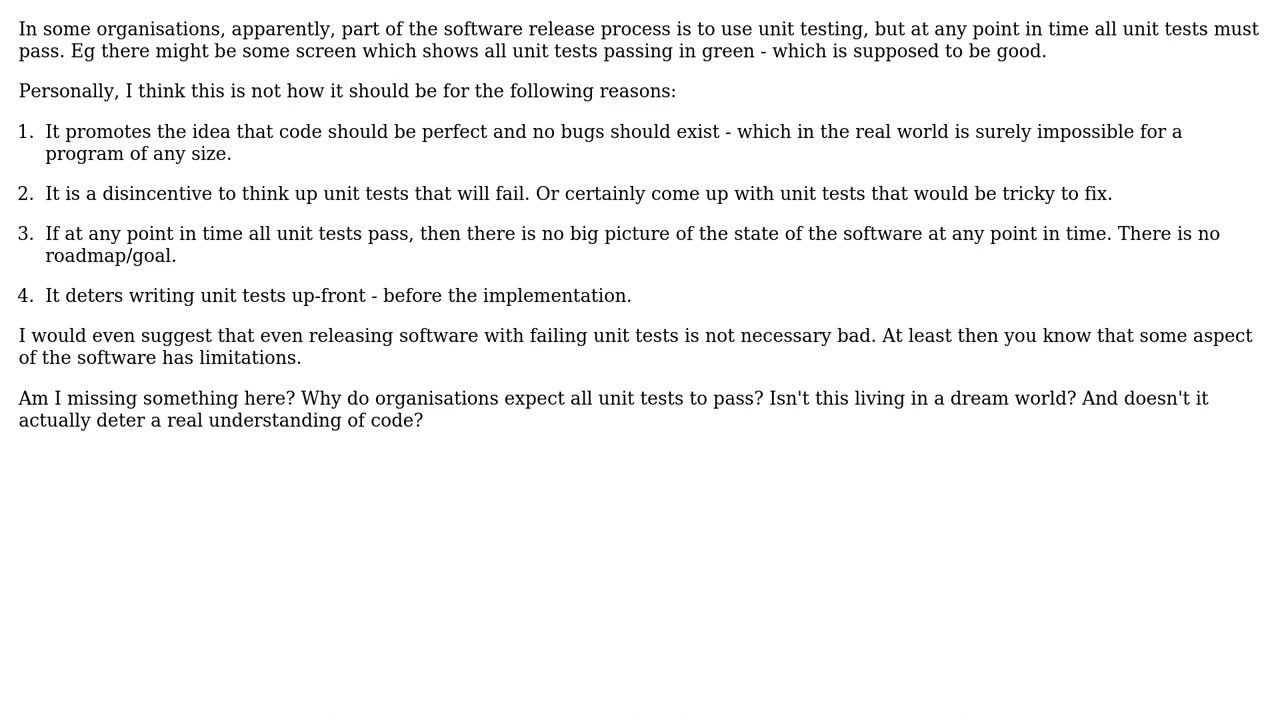 In some organisations, apparently, part of the software release process is to use unit testing, but at any point in time all unit tests must
pass. Eg there might be some screen which shows all unit tests passing in green - which is supposed to be good.
Personally, I think this is not how it should be for the following reasons:
1. It promotes the idea that code should be perfect and no bugs should exist - which in the real world is surely impossible for a
program of any size.
2. It is a disincentive to think up unit tests that will fail. Or certainly come up with unit tests that would be tricky to fix.
3. If at any point in time all unit tests pass, then there is no big picture of the state of the software at any point in time. There is no
roadmap/goal.
4. It deters writing unit tests up-front - before the implementation.
I would even suggest that even releasing software with failing unit tests is not necessary bad. At least then you know that some aspect
of the software has limitations.
Am I missing something here? Why do organisations expect all unit tests to pass? Isn't this living in a dream world? And doesn't it
actually deter a real understanding of code?